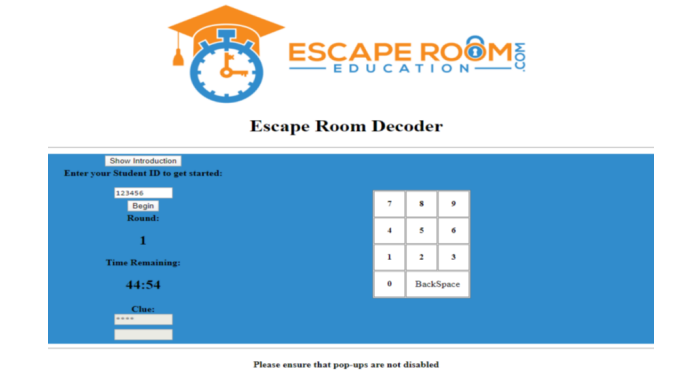 ESCAPE ROOM
EDUCATION
.COM
Escape Room Decoder
Show Introduction
Enter your Student ID to get started:
123456
Begin
Round:
1
Time Remaining:
44:54
Clue:
****
7 8 9
4 5 6
1 2 3
0 BackSpace
Please ensure that pop-ups are not disabled